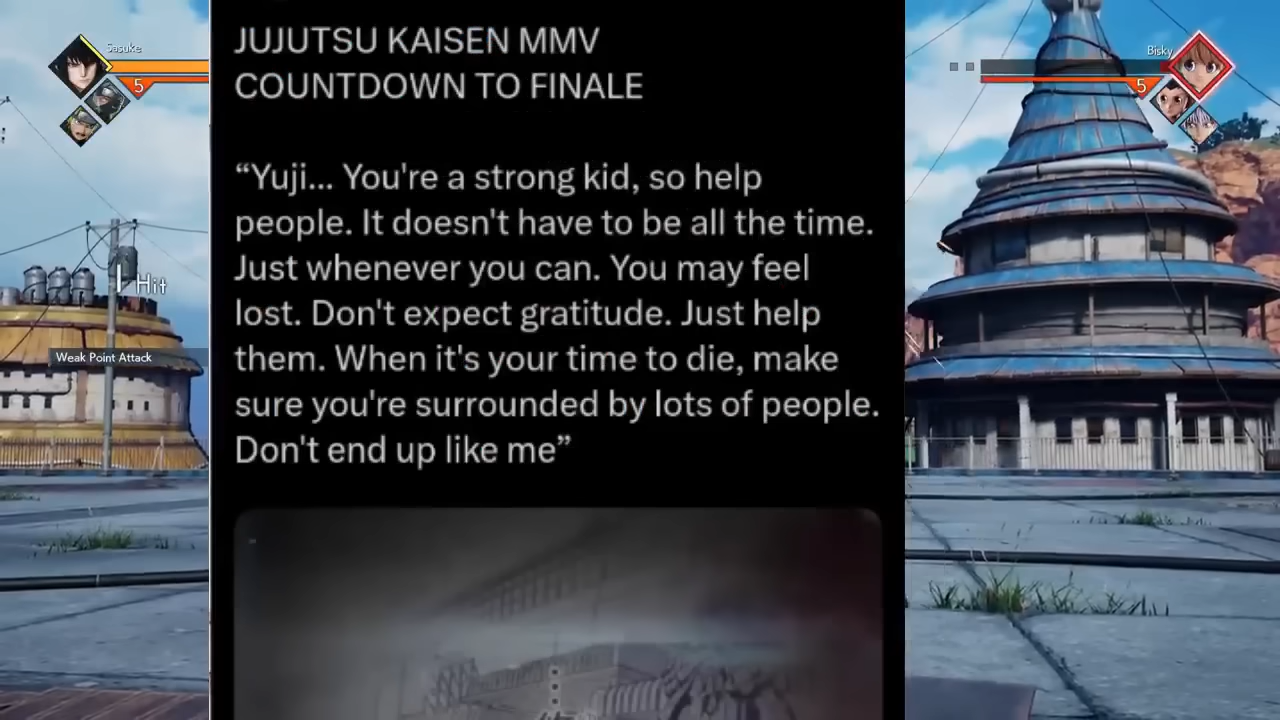 Sasuke
5
Hit
Weak Point Attack
JUJUTSU KAISEN MMV
COUNTDOWN TO FINALE
“Yuji... You're a strong kid, so help
people. It doesn't have to be all the time.
Just whenever you can. You may feel
lost. Don't expect gratitude. Just help
them. When it's your time to die, make
sure you're surrounded by lots of people.
Don't end up like me”
Bisky
5